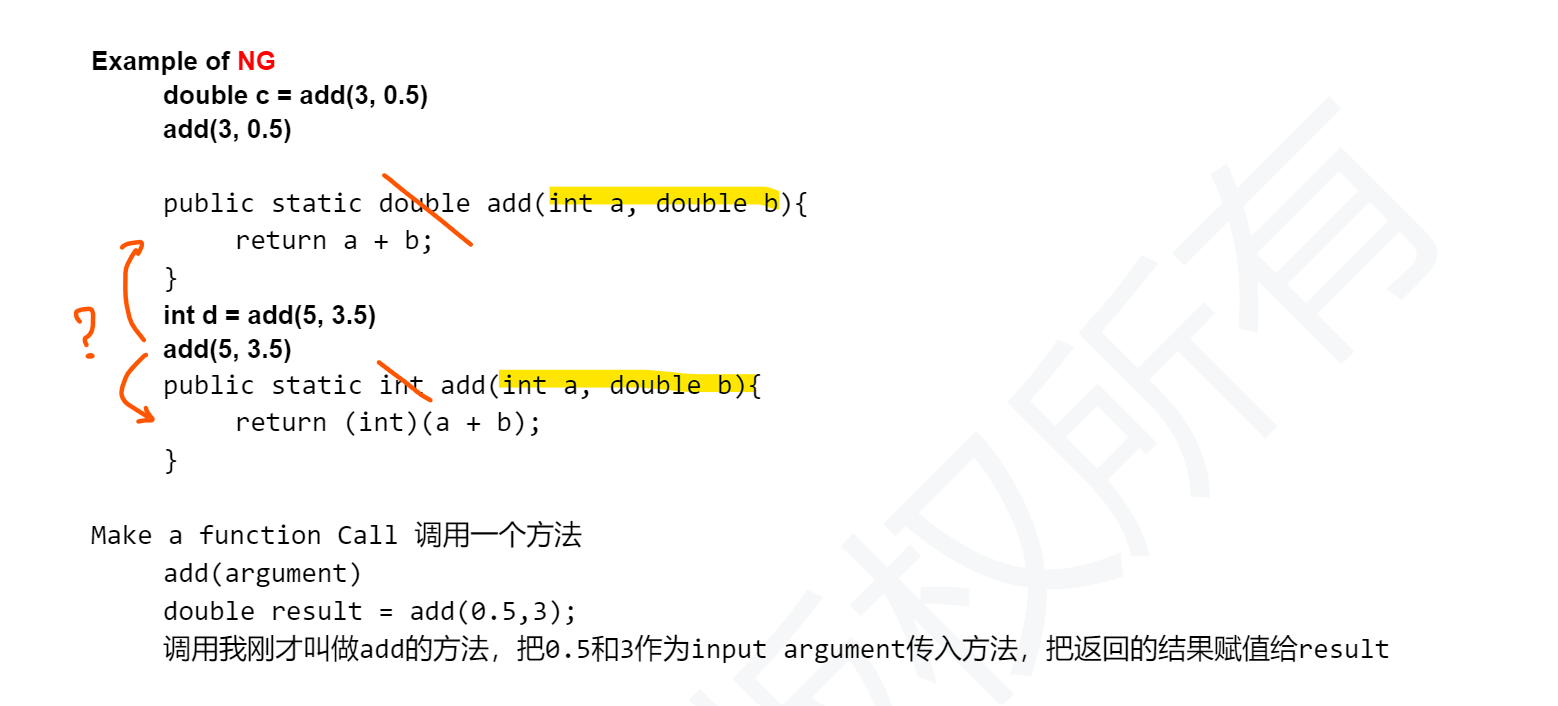 Example of NG
double c = add(3, 0.5)
add(3, 0.5)
public static double add(int a, double b){
return a + b;
}
int d = add(5, 3.5)
?
add(5, 3.5)
public static int add(int a, double b){
return (int)(a + b);
}
Make a function Call 调用一个方法
add(argument)
double result = add(0.5,3);
调用我刚才叫做add的方法，把0.5和3作为input argument传入方法，把返回的结果赋值给result
版权所有